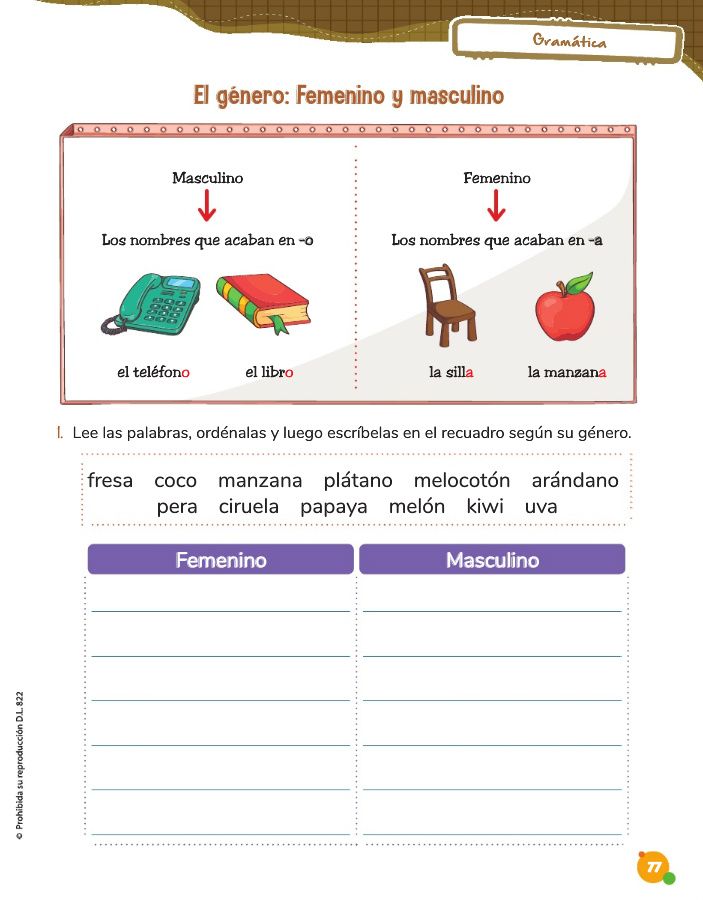 Gramática
El género: Femenino y masculino
Masculino
Los nombres que acaban en -o
el teléfono el libro
Femenino
Los nombres que acaban en -a
la silla la manzana
1. Lee las palabras, ordénalas y luego escríbelas en el recuadro según su género.
fresa coco manzana plátano melocotón arándano
pera ciruela papaya melón kiwi uva
Femenino Masculino
© Prohibida su reproducción D.L. 822
77